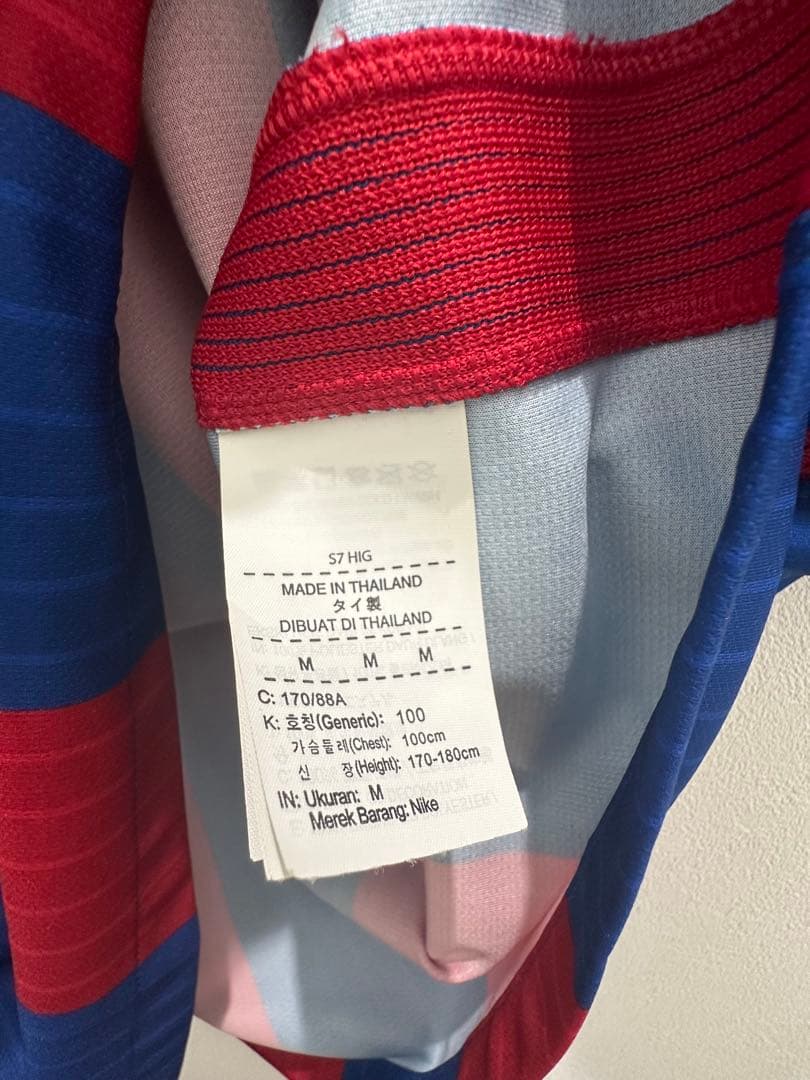 S7 HIG
MADE IN THAILAND
タイ製
DIBUAT DI THAILAND
M M M
C: 170/88A
K: 호칭(Generic): 100
가슴둘레(Chest): 100cm
신 장(Height): 170-180cm
IN: Ukuran: M
Merek Barang: Nike